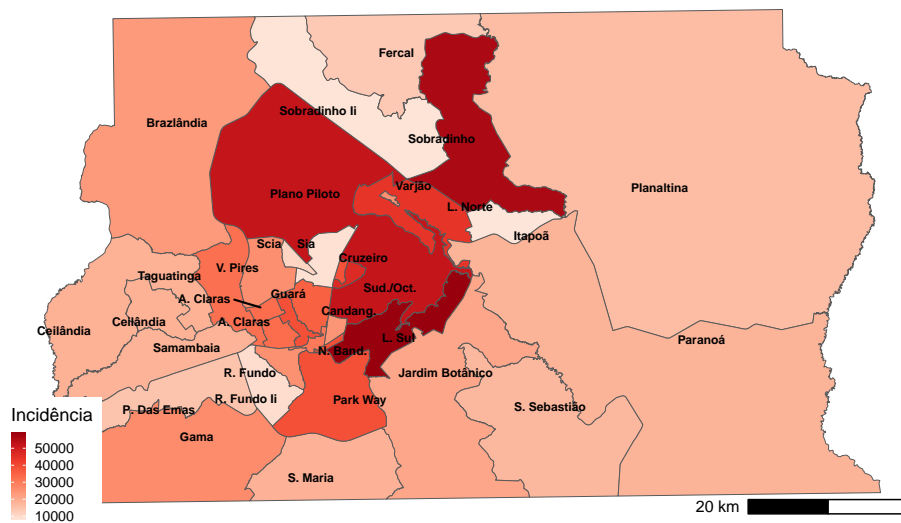 Fercal
Sobradinho Ii
Brazlândia
Sobradinho
Planaltina
Varjão
Plano Piloto
L. Norte
Itapoã
Scia
Sia
Cruzeiro
V. Pires
Taguatinga
Sud./Oct.
Guará
A. Claras
Candang.
Ceilândia
Ceilândia
A. Claras
L. Sul
Paranoá
Samambaia
N. Band.
R. Fundo
Jardim Botânico
R. Fundo Ii
Park Way
S. Sebastião
P. Das Emas
Gama
S. Maria
Incidência
50000
40000
30000
20000
10000
20 km